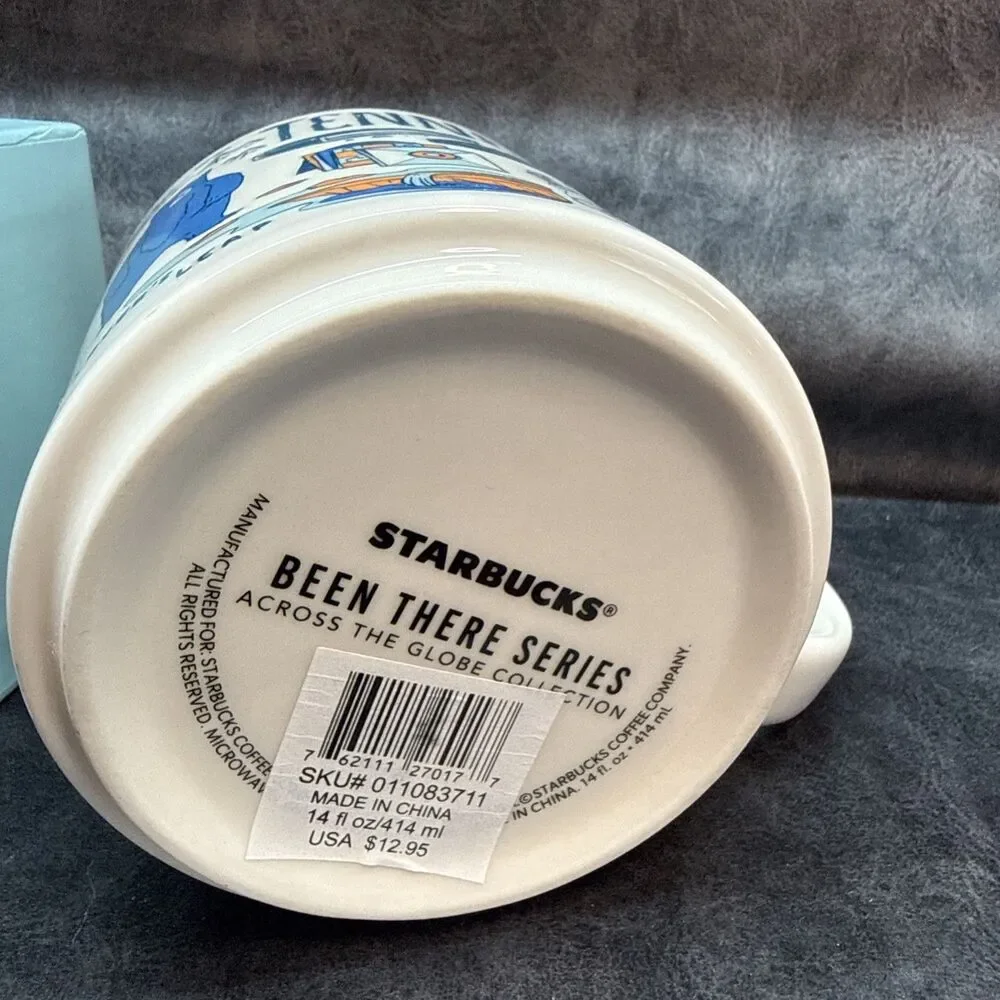 TENN
STARBUCKS®
BEEN THERE SERIES
ACROSS THE GLOBE COLLECTION
MANUFACTURED FOR: STARBUCKS COFFEE
©STARBUCKS COFFEE COMPANY.
ALL RIGHTS RESERVED.
IN CHINA. 14 fl. oz • 414 mL
7 62111 27017 7
SKU# 011083711
MADE IN CHINA
14 fl oz/414 ml
USA $12.95